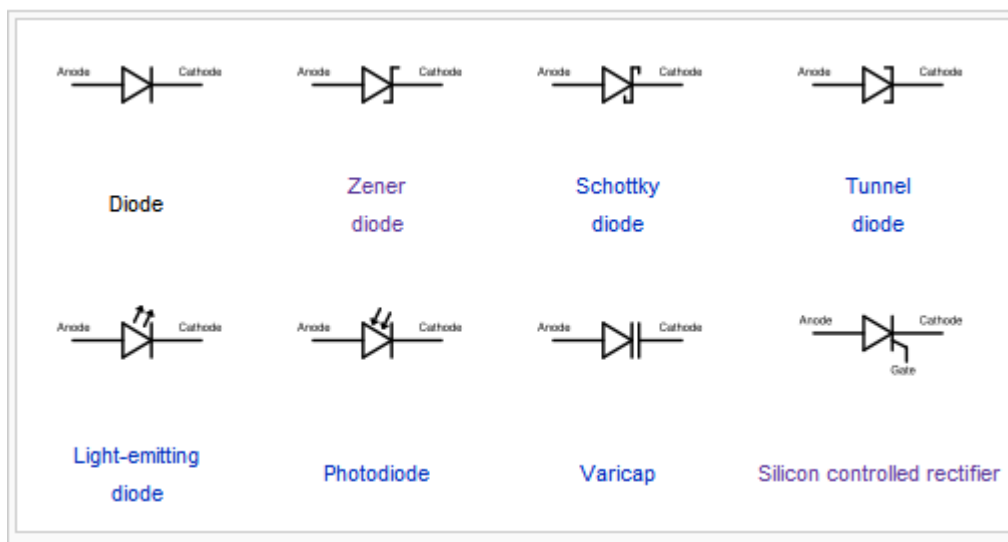 Anode Cathode Anode Cathode Anode Cathode Anode Cathode
Diode
Zener
diode
Schottky
diode
Tunnel
diode
Anode Cathode Anode Cathode Anode Cathode Anode Cathode
Gate
Light-emitting
diode
Photodiode
Varicap
Silicon controlled rectifier